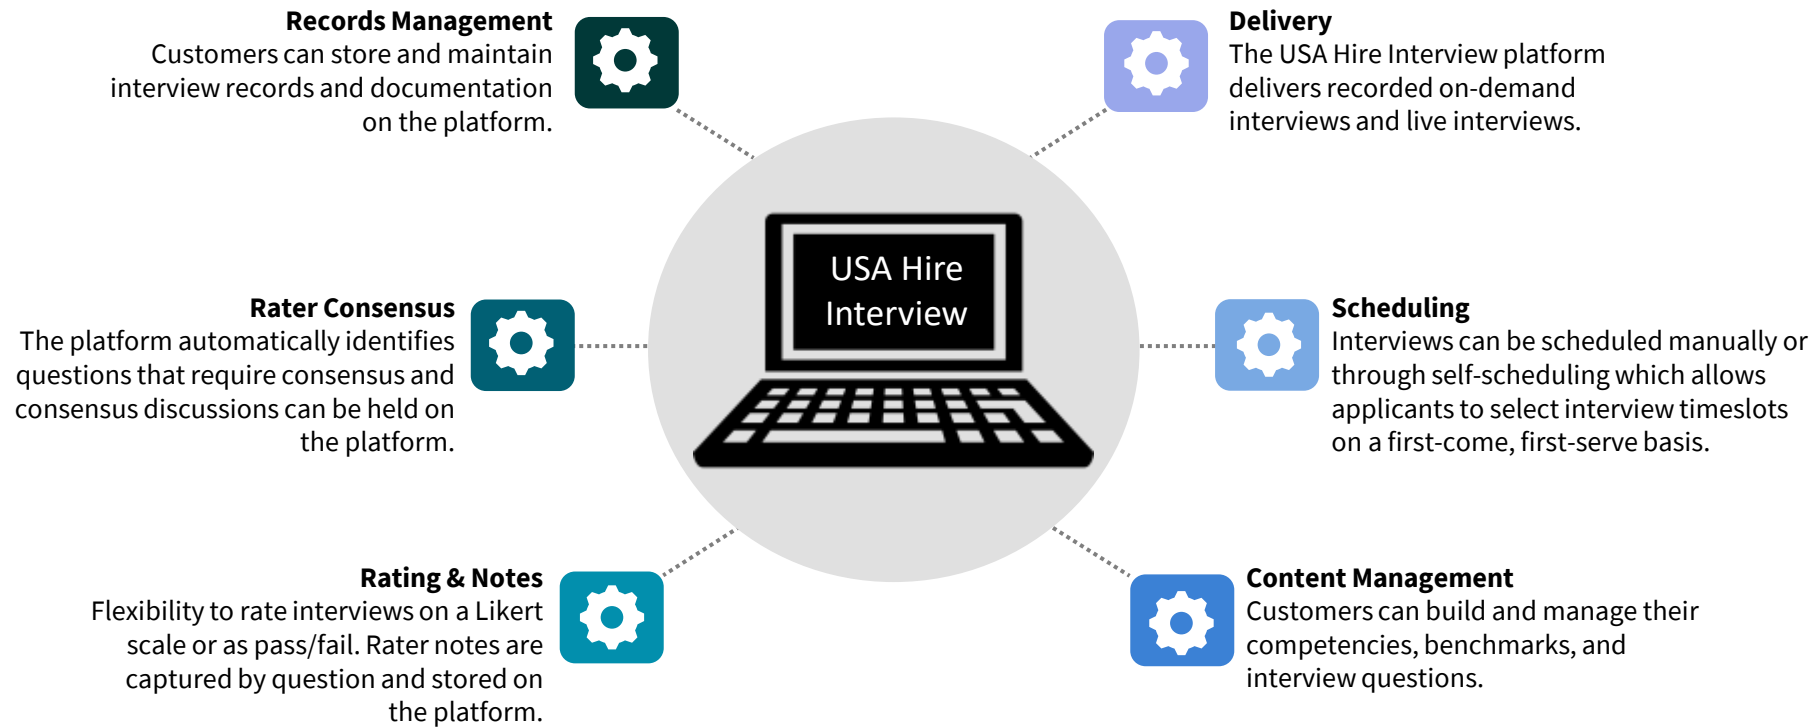 Records Management
Customers can store and maintain
interview records and documentation
on the platform.
Delivery
The USA Hire Interview platform
delivers recorded on-demand
interviews and live interviews.
USA Hire
Interview
Rater Consensus
The platform automatically identifies
questions that require consensus and
consensus discussions can be held on
the platform.
Scheduling
Interviews can be scheduled manually or
through self-scheduling which allows
applicants to select interview timeslots
on a first-come, first-serve basis.
Rating & Notes
Flexibility to rate interviews on a Likert
scale or as pass/fail. Rater notes are
captured by question and stored on
the platform.
Content Management
Customers can build and manage their
competencies, benchmarks, and
interview questions.